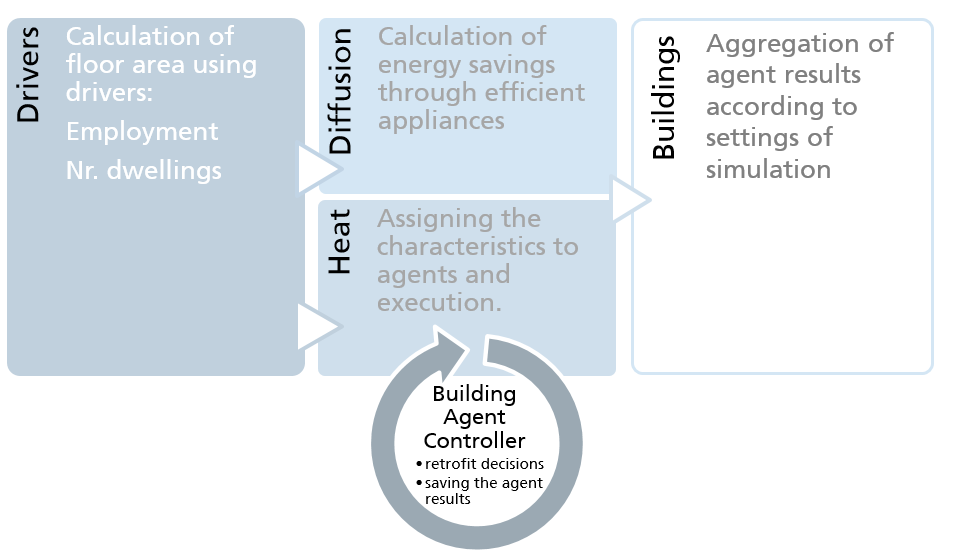 Drivers
Calculation of
floor area using
drivers:
Employment
Nr. dwellings
Diffusion
Calculation of
energy savings
through efficient
appliances
Heat
Assigning the
characteristics to
agents and
execution.
Building
Agent
Controller
• retrofit decisions
• saving the agent
results
Buildings
Aggregation of
agent results
according to
settings of
simulation